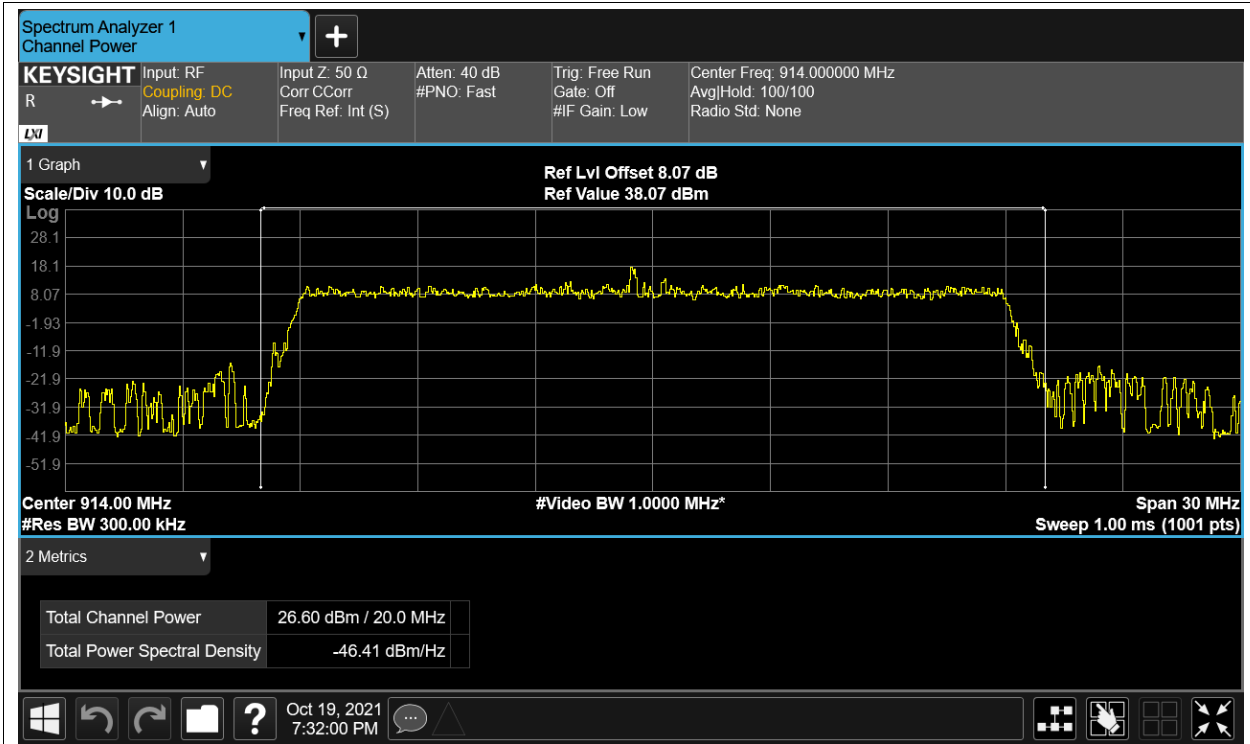 Spectrum Analyzer 1
Channel Power
KEYSIGHT
R
LXI
Input: RF
Coupling: DC
Align: Auto
Input Z: 50 Ω
Corr CCorr
Freq Ref: Int (S)
Atten: 40 dB
#PNO: Fast
Trig: Free Run
Gate: Off
#IF Gain: Low
Center Freq: 914.000000 MHz
Avg|Hold: 100/100
Radio Std: None
1 Graph
Scale/Div 10.0 dB
Ref Lvl Offset 8.07 dB
Ref Value 38.07 dBm
Log
28.1
18.1
8.07
-1.93
-11.9
-21.9
-31.9
-41.9
-51.9
Center 914.00 MHz
#Res BW 300.00 kHz
#Video BW 1.0000 MHz*
Span 30 MHz
Sweep 1.00 ms (1001 pts)
2 Metrics
Total Channel Power 26.60 dBm / 20.0 MHz
Total Power Spectral Density -46.41 dBm/Hz
?
Oct 19, 2021
7:32:00 PM